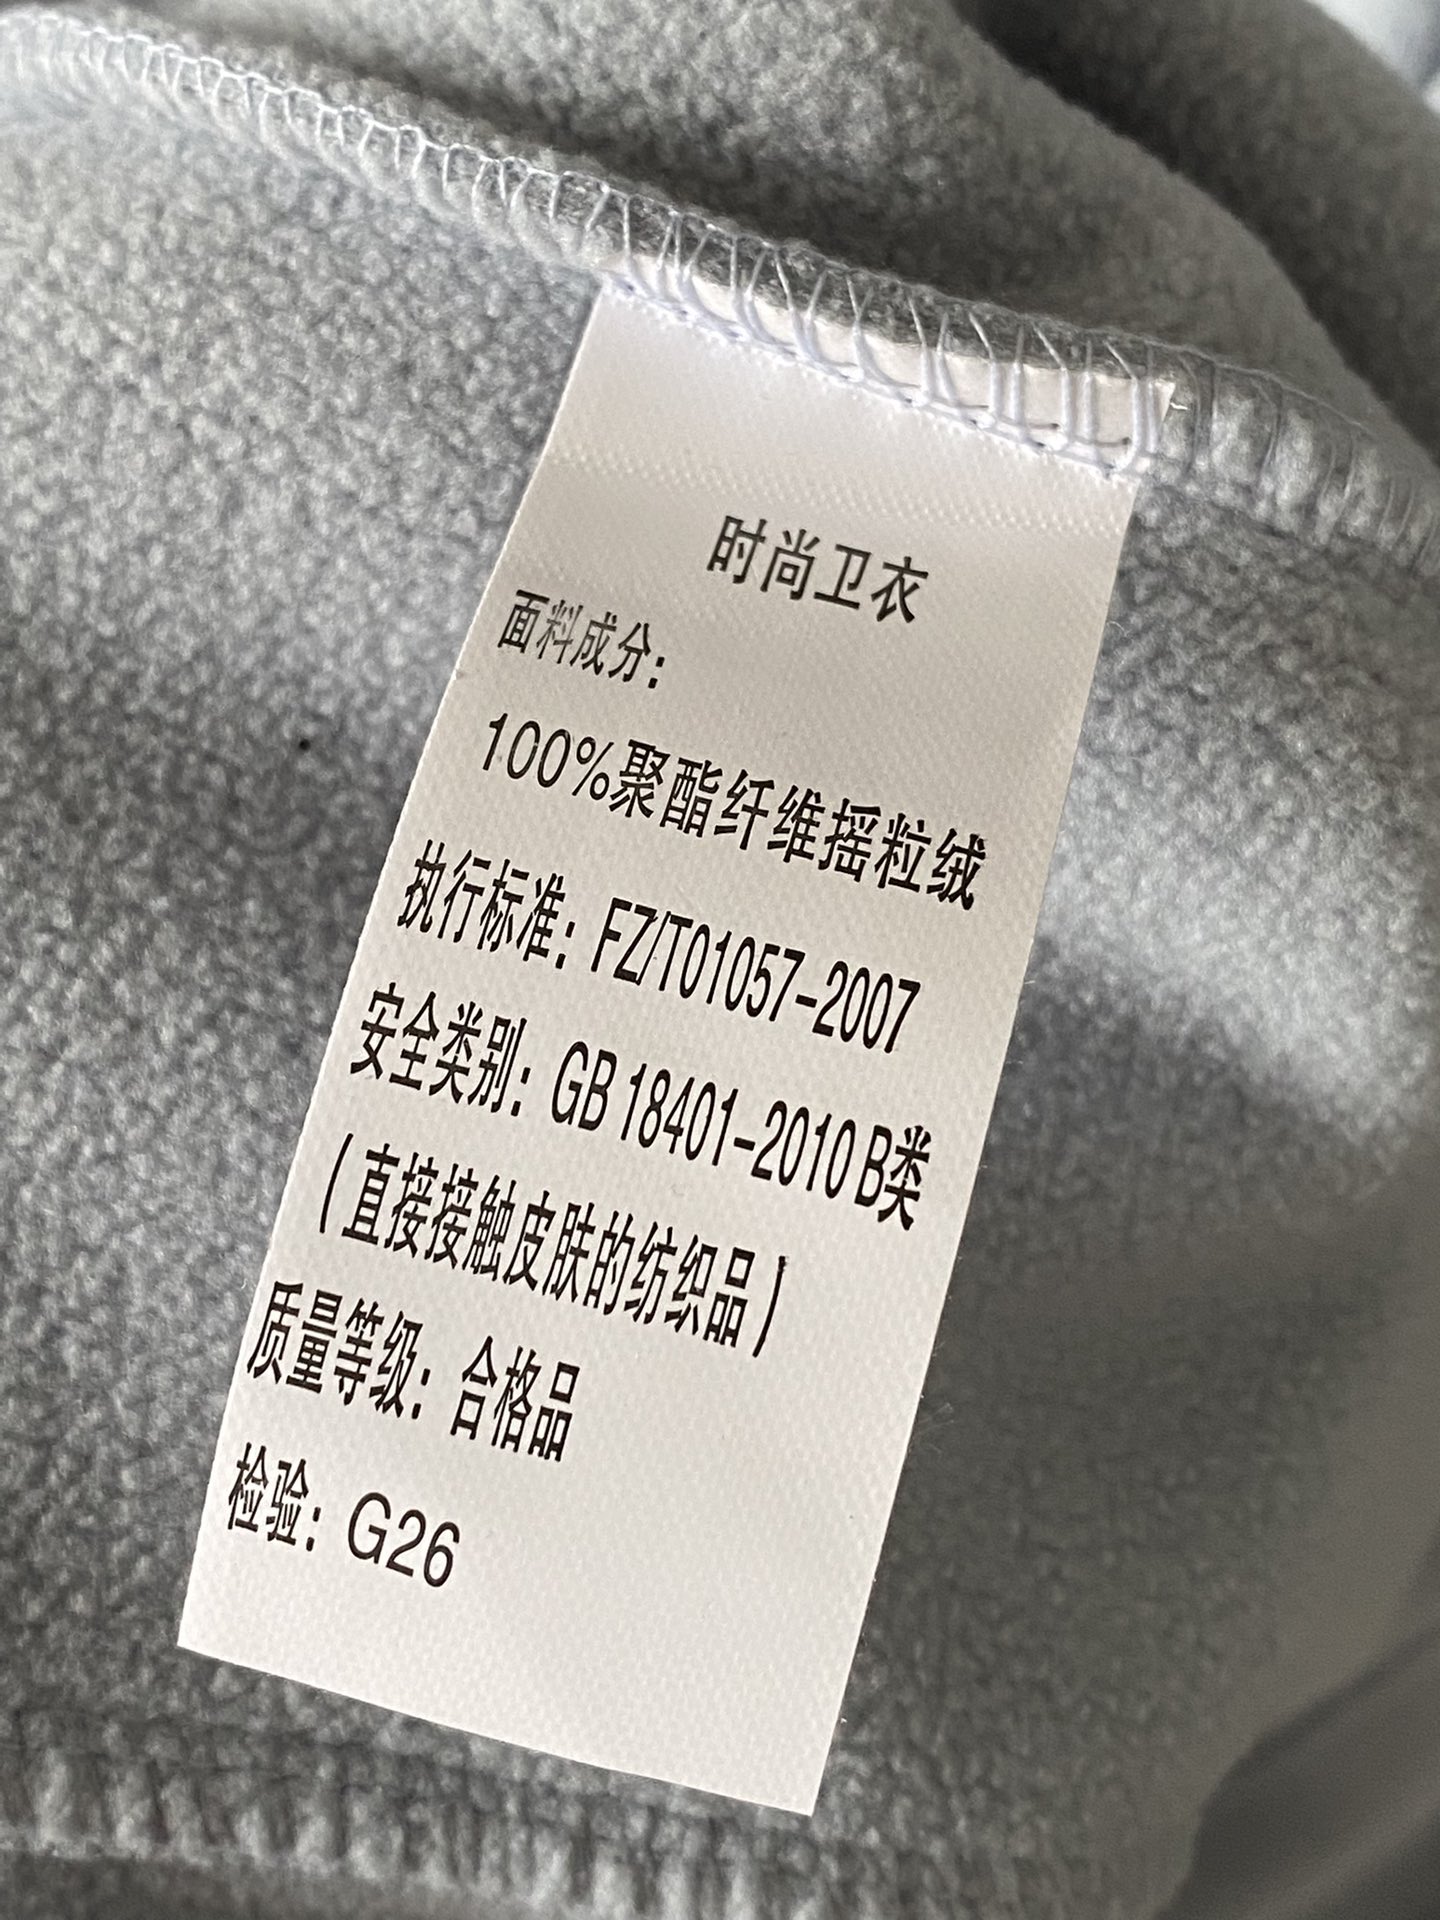 时尚卫衣
面料成分：
100%聚酯纤维摇粒绒
执行标准：FZ/T01057-2007
安全类别：GB 18401-2010 B类
（直接接触皮肤的纺织品）
质量等级：合格品
检验：G26